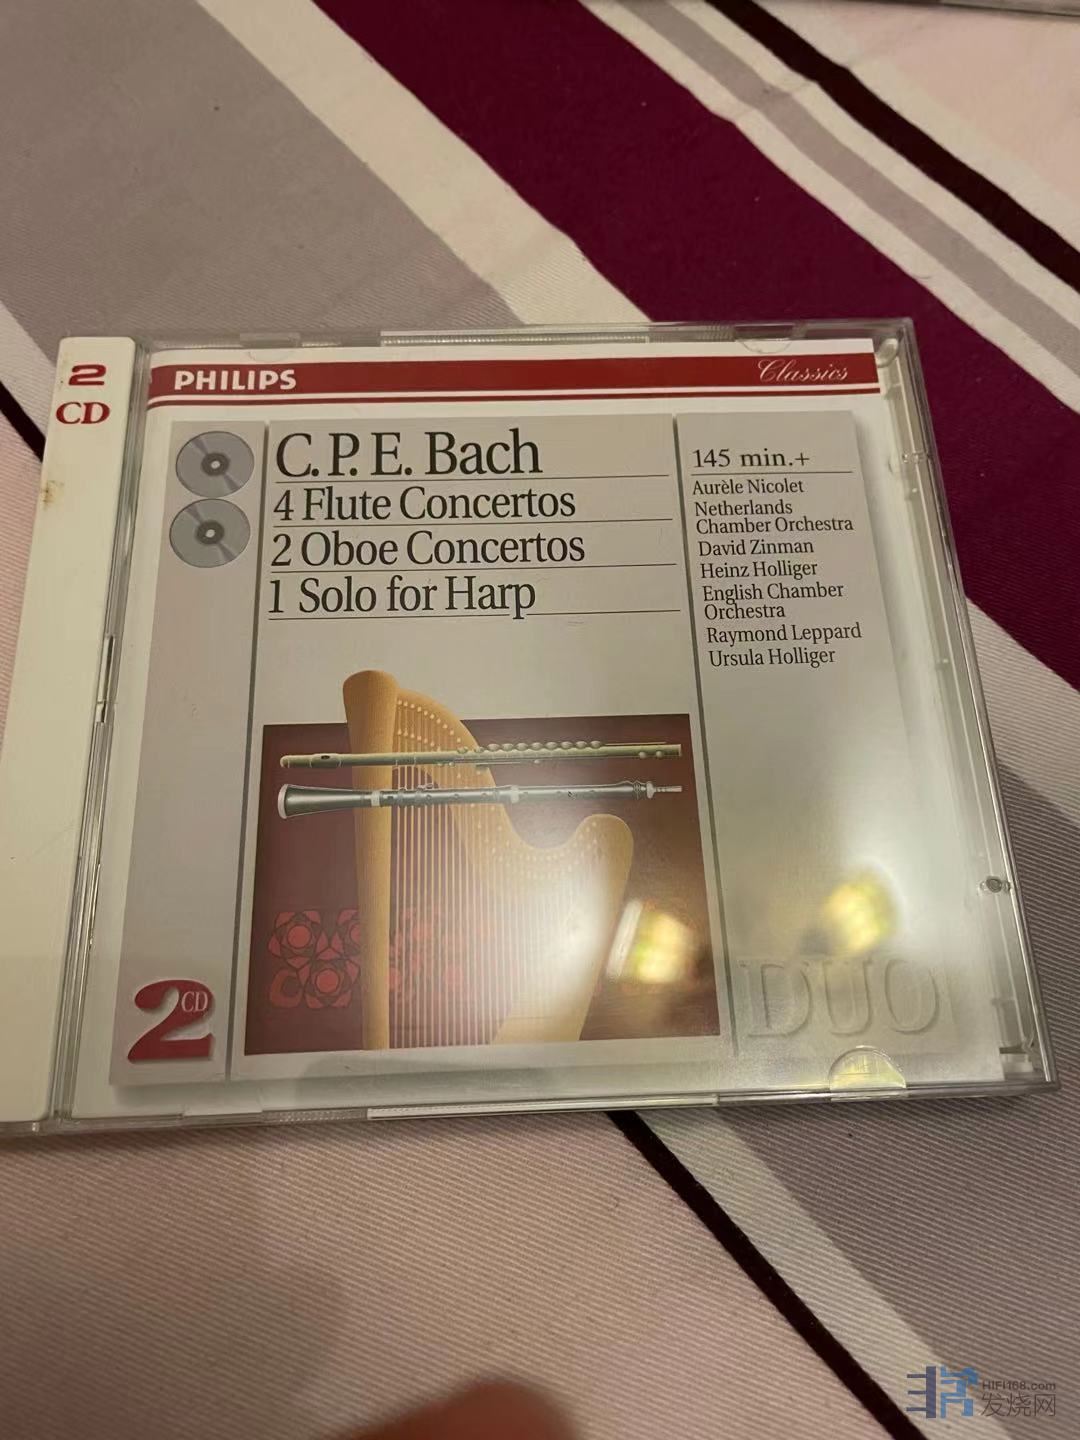 2
CD
PHILIPS
Classics
C.P.E. Bach
4 Flute Concertos
2 Oboe Concertos
1 Solo for Harp
145 min.+
Aurèle Nicolet
Netherlands
Chamber Orchestra
David Zinman
Heinz Holliger
English Chamber
Orchestra
Raymond Leppard
Ursula Holliger
2 CD
DUO
HIFI168.com
发烧网